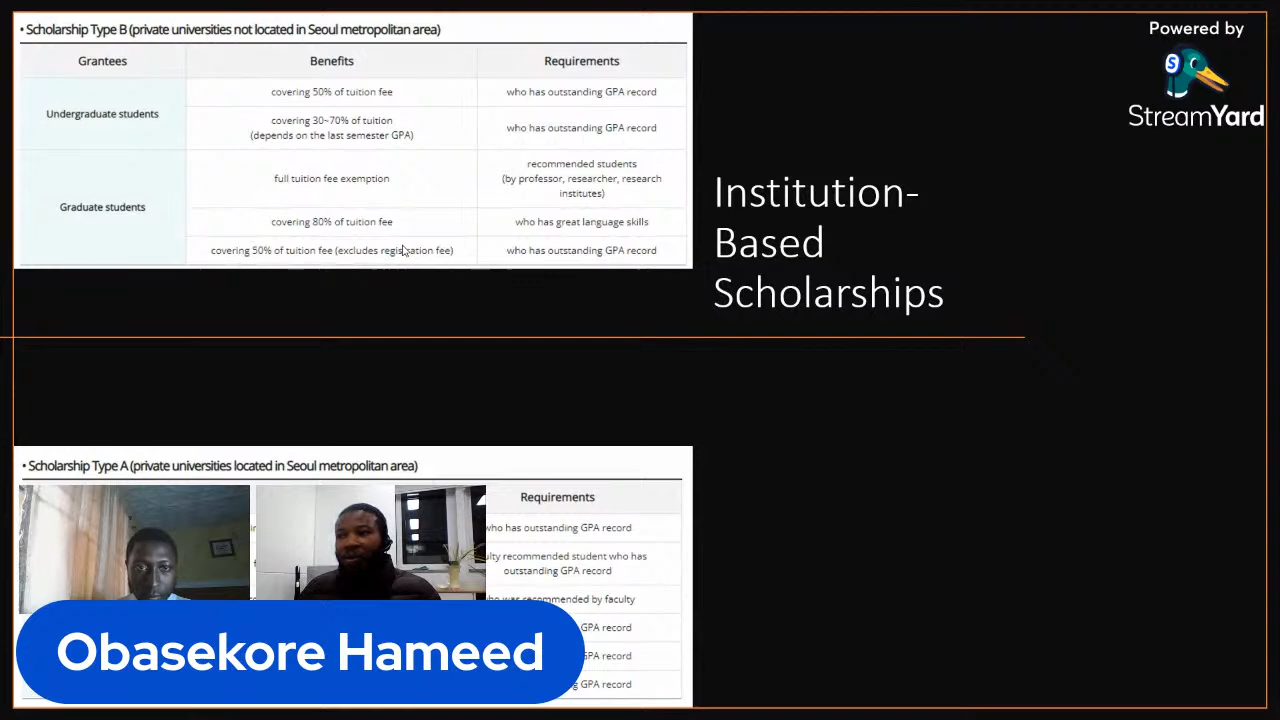 • Scholarship Type B (private universities not located in Seoul metropolitan area)
Grantees Benefits Requirements
Undergraduate students
covering 50% of tuition fee who has outstanding GPA record
covering 30~70% of tuition
(depends on the last semester GPA)
who has outstanding GPA record
Graduate students
full tuition fee exemption
recommended students
(by professor, researcher, research
institutes)
covering 80% of tuition fee who has great language skills
covering 50% of tuition fee (excludes registration fee) who has outstanding GPA record
Powered by
StreamYard
Institution-
Based
Scholarships
• Scholarship Type A (private universities located in Seoul metropolitan area)
Requirements
who has outstanding GPA record
recommended student who has
outstanding GPA record
who was recommended by faculty
GPA record
GPA record
GPA record
Obasekore Hameed